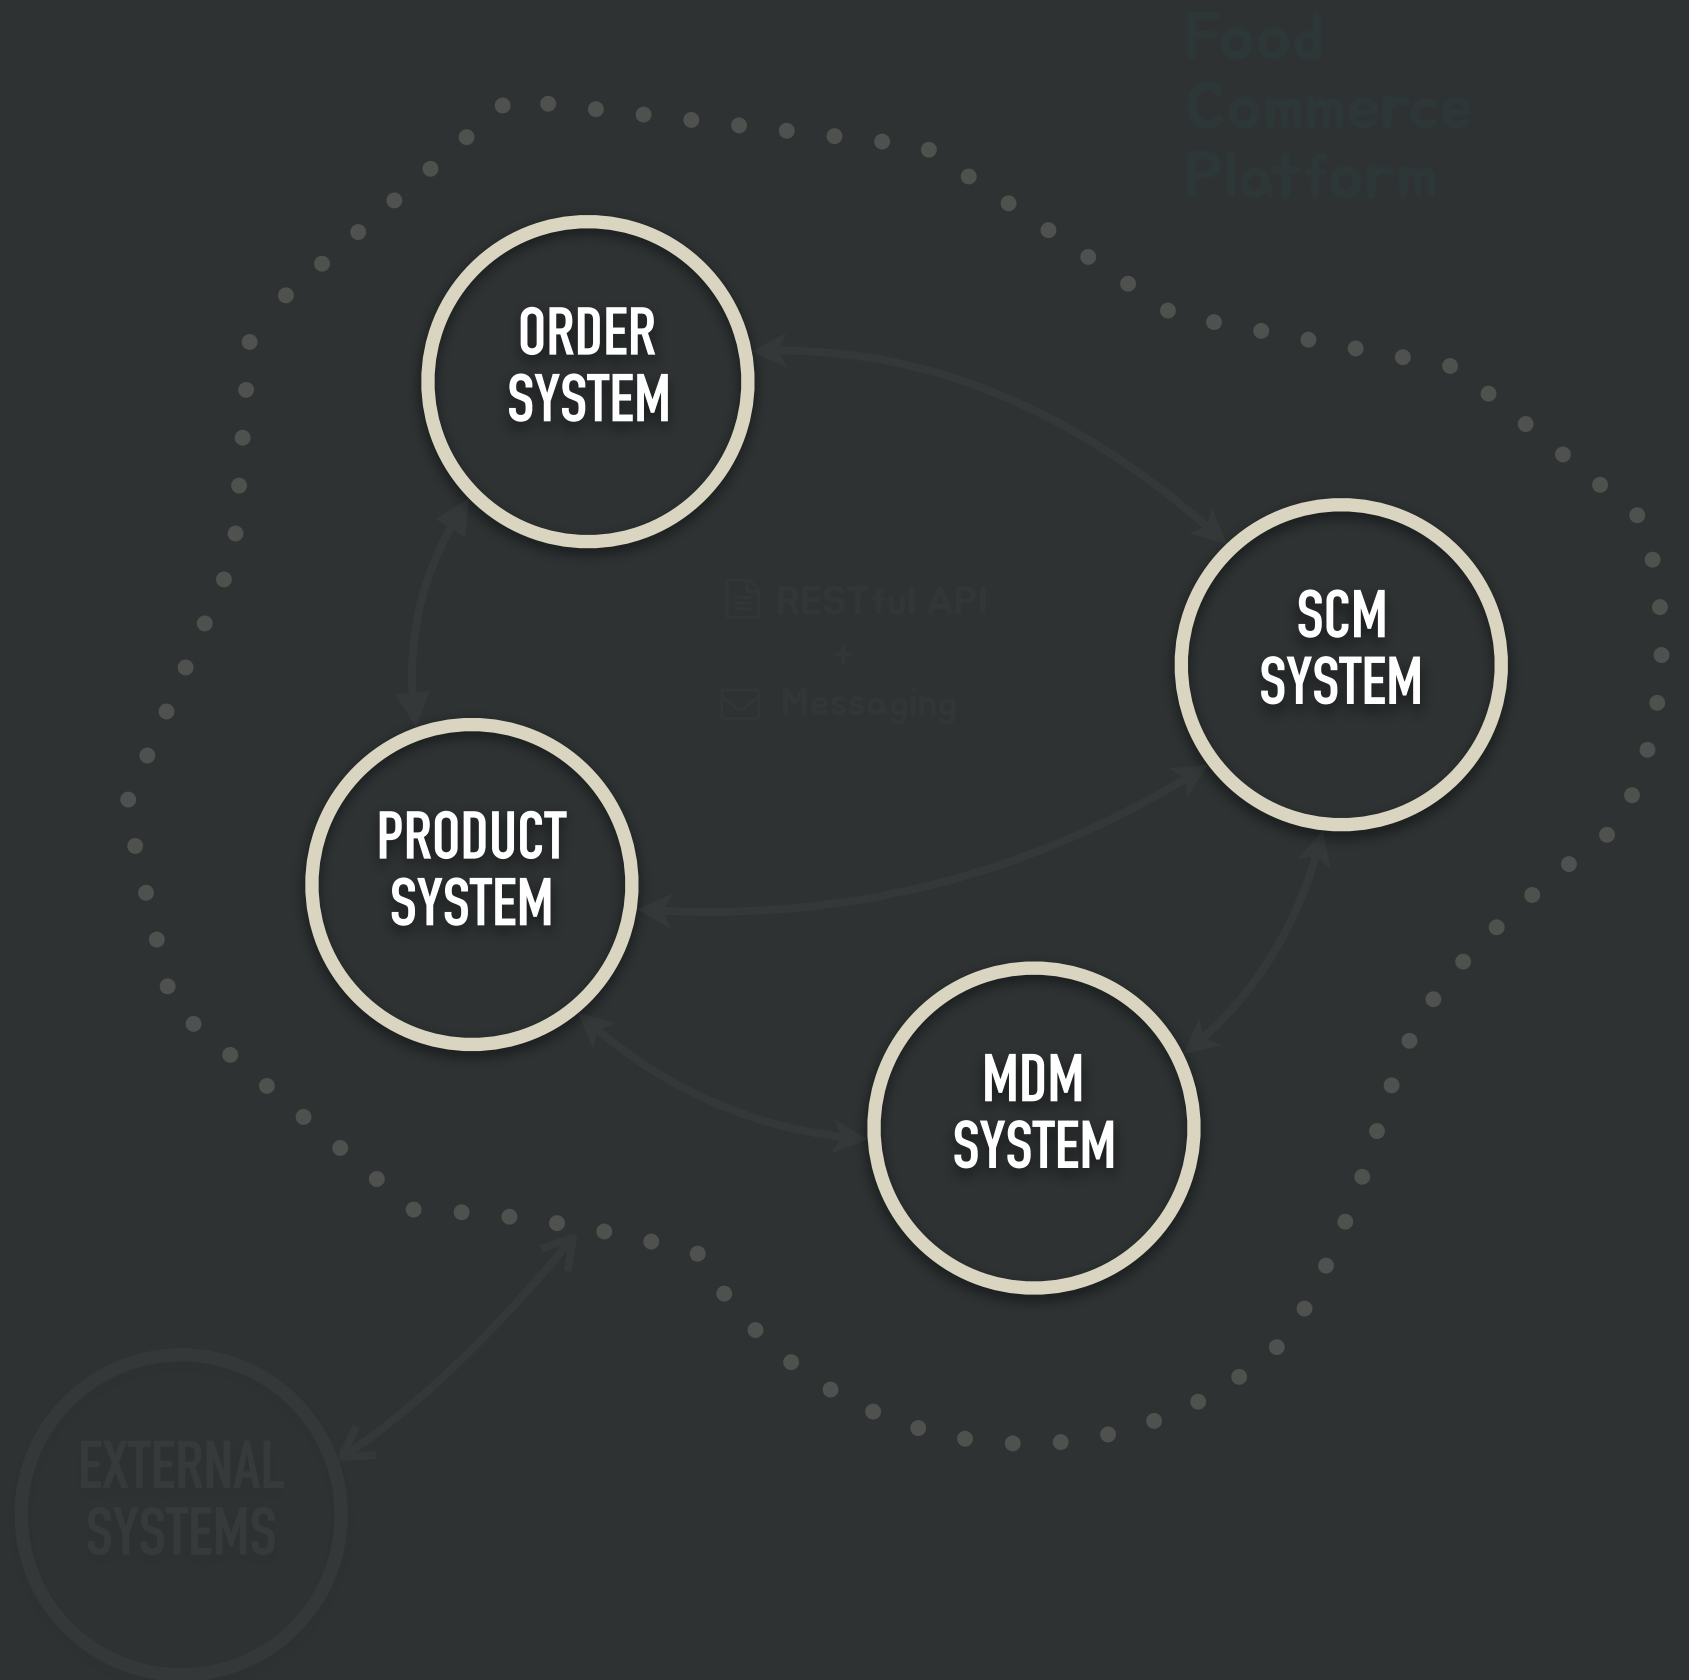 Food
Commerce
Platform
ORDER
SYSTEM
RESTful API
+
Messaging
SCM
SYSTEM
PRODUCT
SYSTEM
MDM
SYSTEM
EXTERNAL
SYSTEMS